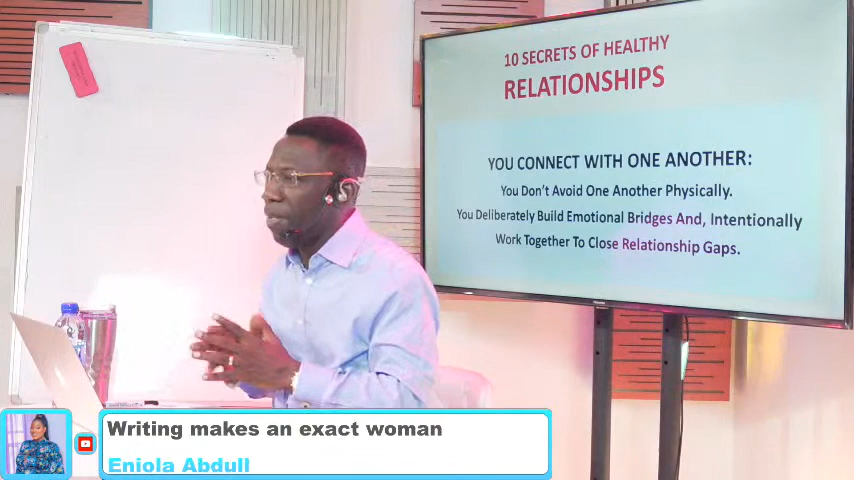 10 SECRETS OF HEALTHY
RELATIONSHIPS
YOU CONNECT WITH ONE ANOTHER:
You Don't Avoid One Another Physically.
You Deliberately Build Emotional Bridges And, Intentionally
Work Together To Close Relationship Gaps.
Writing makes an exact woman
Eniola Abdull